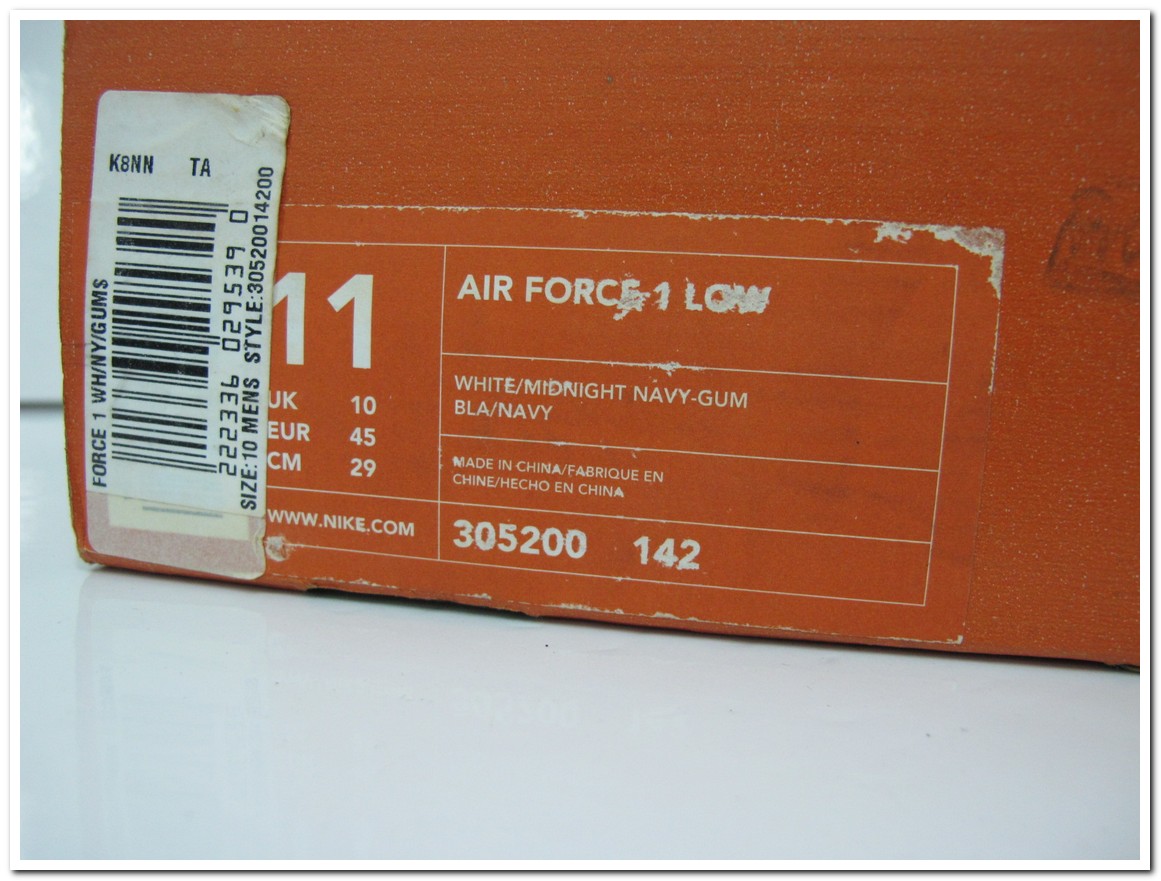 K8NN TA
FORCE 1 WH/NY/GUMS
222336 029539 0
SIZE:10 MENS STYLE:30520014200
11
UK 10
EUR 45
CM 29
WWW.NIKE.COM
AIR FORCE 1 LOW
WHITE/MIDNIGHT NAVY-GUM
BLA/NAVY
MADE IN CHINA/FABRIQUE EN
CHINE/HECHO EN CHINA
305200 142